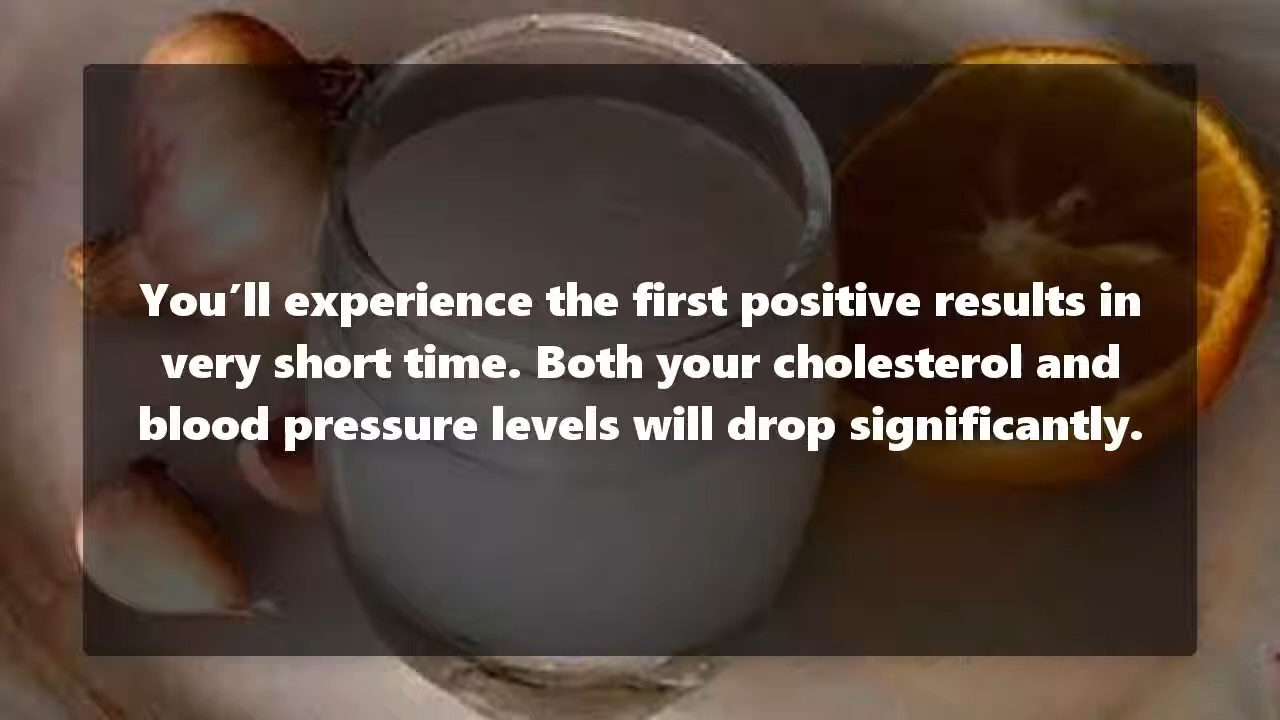 You’ll experience the first positive results in
very short time. Both your cholesterol and
blood pressure levels will drop significantly.